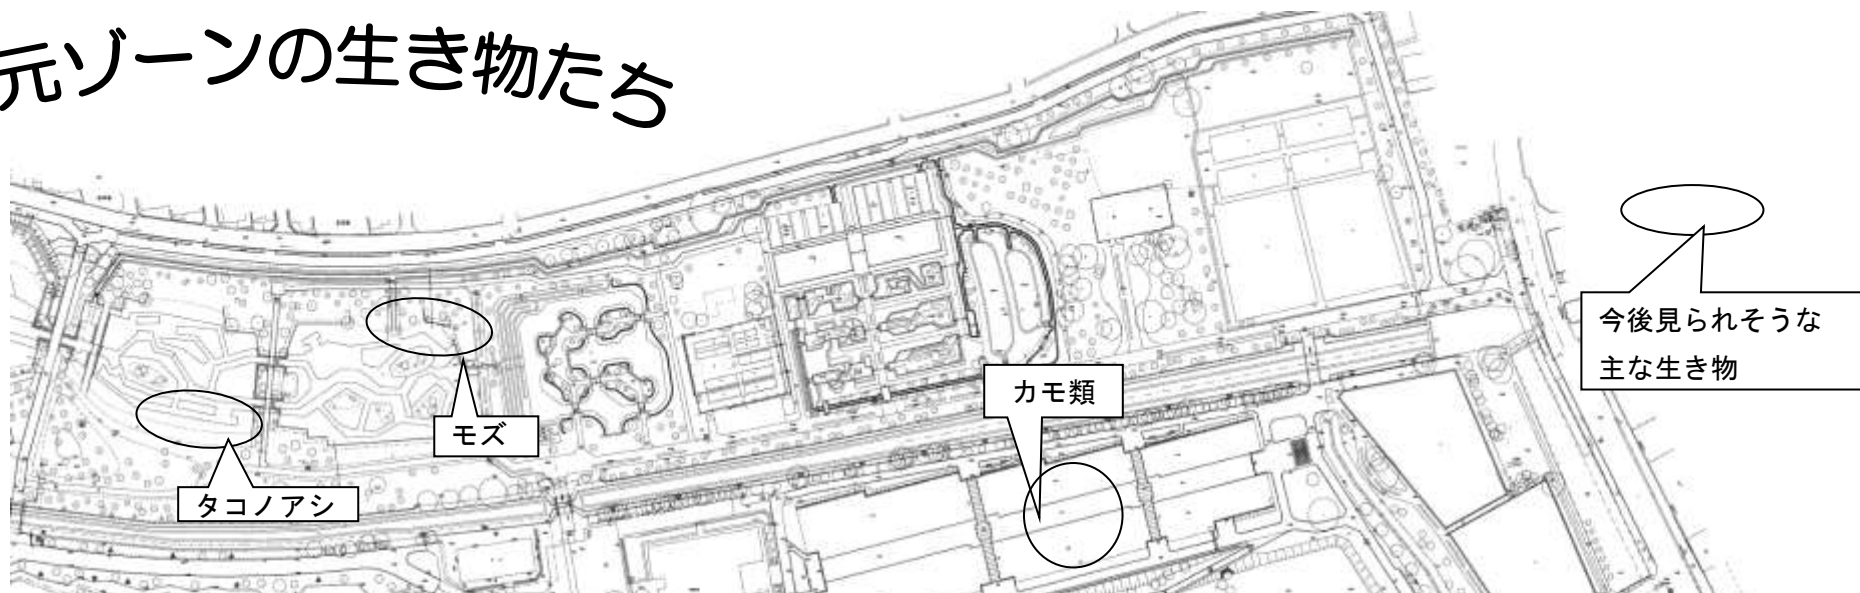 元ゾーンの生き物たち
今後見られそうな
主な生き物
カモ類
モズ
タコノアシ